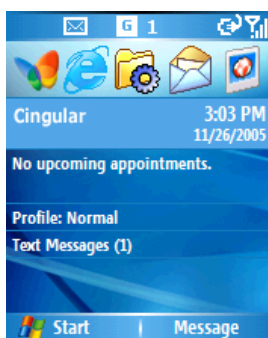 G 1
Cingular 3:03 PM
11/26/2005
No upcoming appointments.
Profile: Normal
Text Messages (1)
Start Message